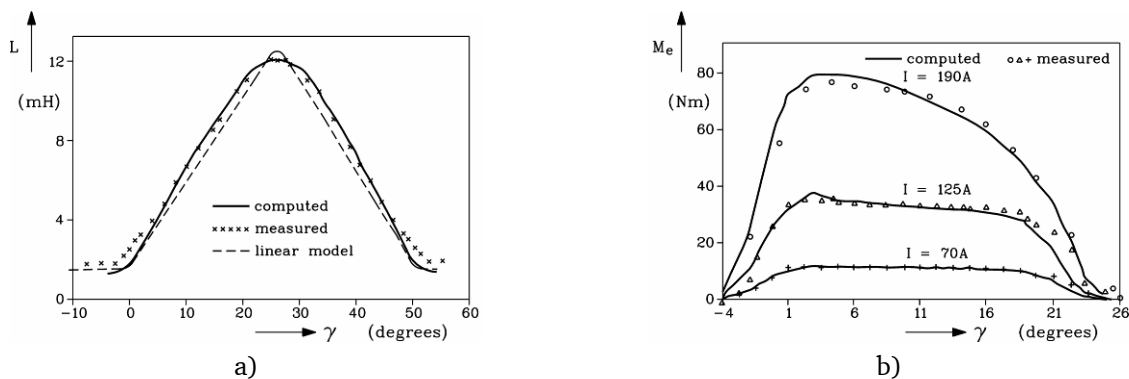 L
(mH)
12
8
4
0
computed
×××××× measured
linear model
-10 0 10 20 30 40 50 60
γ (degrees)
a)
Mₑ
(Nm)
80
60
40
20
0
computed ○ △ + measured
I = 190A
I = 125A
I = 70A
-4 1 6 11 16 21 26
γ (degrees)
b)